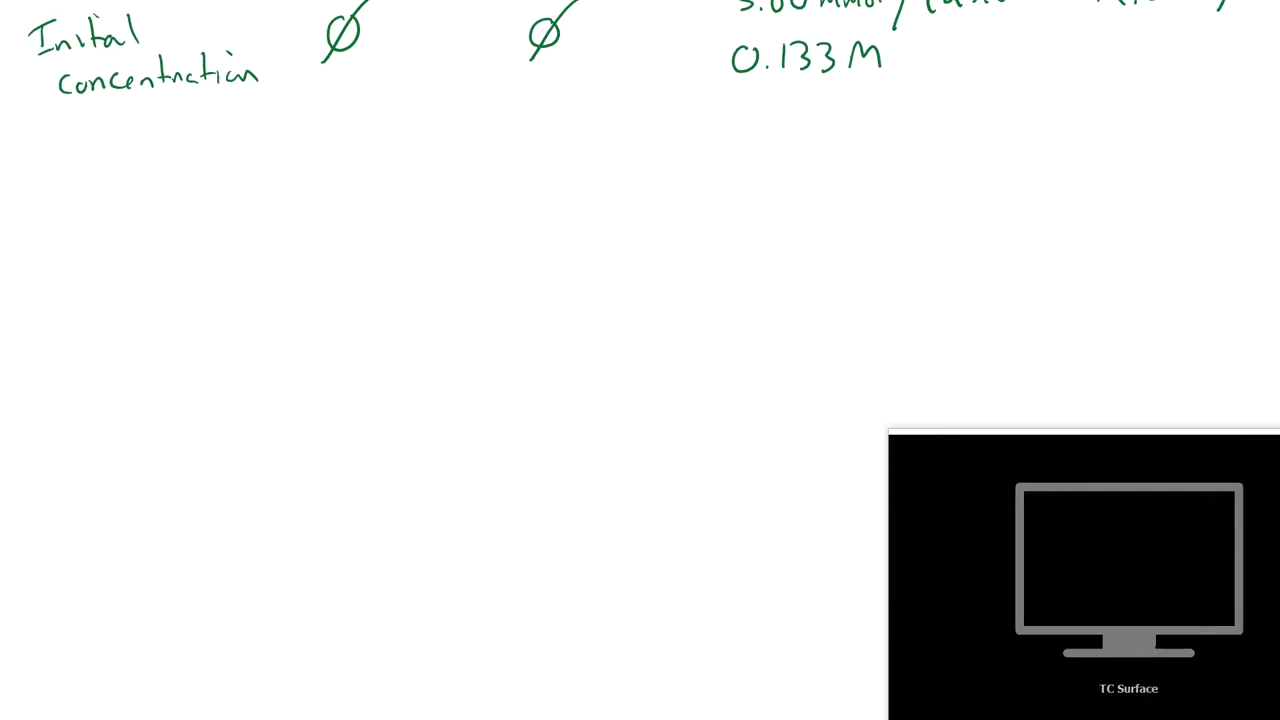 Initial Ø Ø
0.133 M
concentration
TC Surface